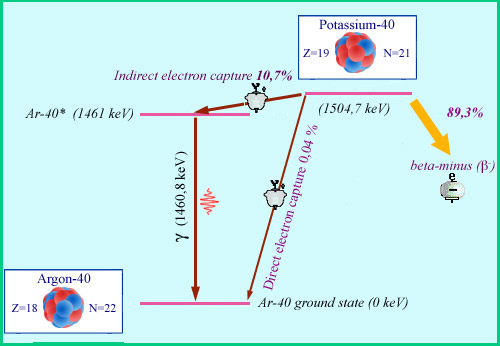 Potassium-40
Z=19 N=21
Indirect electron capture 10,7%
Ar-40* (1461 keV)
(1504,7 keV)
89,3%
beta-minus (β-)
e
γ (1460,8 keV)
Direct electron capture 0,04 %
Argon-40
Z=18 N=22
Ar-40 ground state (0 keV)